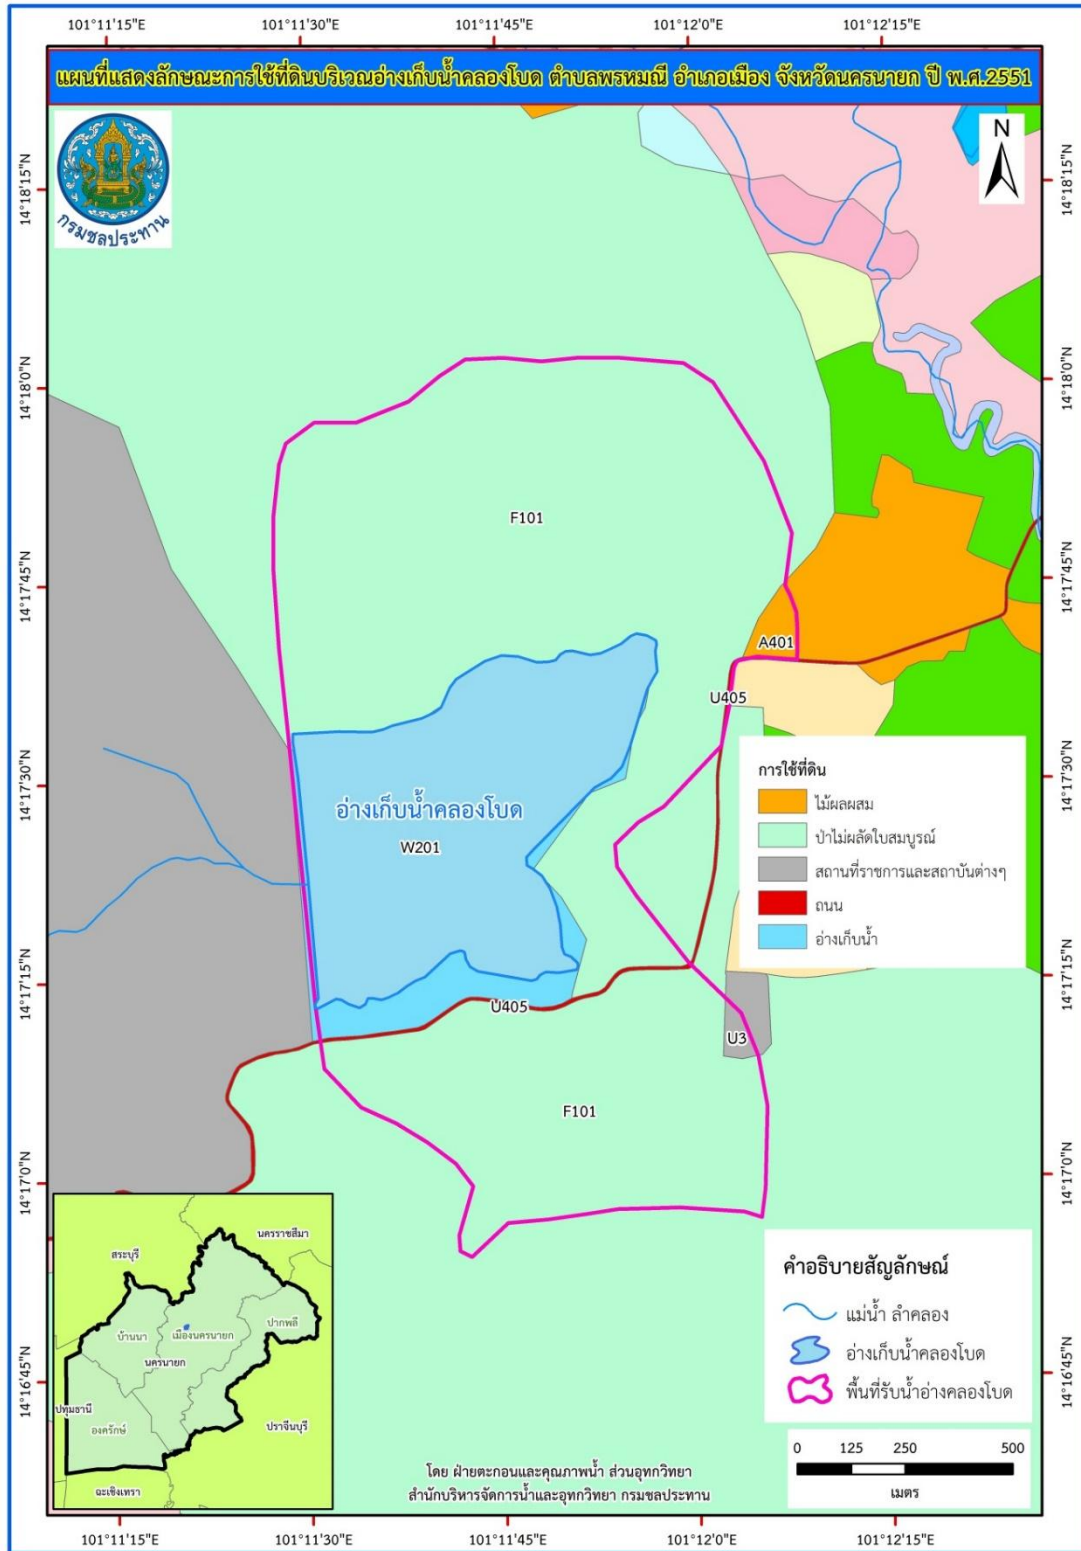 101°11'15"E 101°11'30"E 101°11'45"E 101°12'0"E 101°12'15"E
แผนที่แสดงลักษณะการใช้ที่ดินบริเวณอ่างเก็บน้ำคลองโบด ตำบลพรหมณี อำเภอเมือง จังหวัดนครนายก ปี พ.ศ.2551
กรมชลประทาน
N
14°18'15"N 14°18'15"N
14°18'0"N 14°18'0"N
F101
14°17'45"N 14°17'45"N
A401
U405
14°17'30"N 14°17'30"N
อ่างเก็บน้ำคลองโบด
W201
การใช้ที่ดิน
ไม้ผลผสม
ป่าไม่ผลัดใบสมบูรณ์
สถานที่ราชการและสถาบันต่างๆ
ถนน
อ่างเก็บน้ำ
14°17'15"N 14°17'15"N
U405
U3
F101
14°17'0"N 14°17'0"N
นครราชสีมา
สระบุรี
ปากพลี
บ้านนา
เมืองนครนายก
นครนายก
ปทุมธานี
องครักษ์
ปราจีนบุรี
ฉะเชิงเทรา
คำอธิบายสัญลักษณ์
แม่น้ำ ลำคลอง
อ่างเก็บน้ำคลองโบด
พื้นที่รับน้ำอ่างคลองโบด
14°16'45"N 14°16'45"N
0 125 250 500
เมตร
โดย ฝ่ายตะกอนและคุณภาพน้ำ ส่วนอุทกวิทยา
สำนักบริหารจัดการน้ำและอุทกวิทยา กรมชลประทาน
101°11'15"E 101°11'30"E 101°11'45"E 101°12'0"E 101°12'15"E